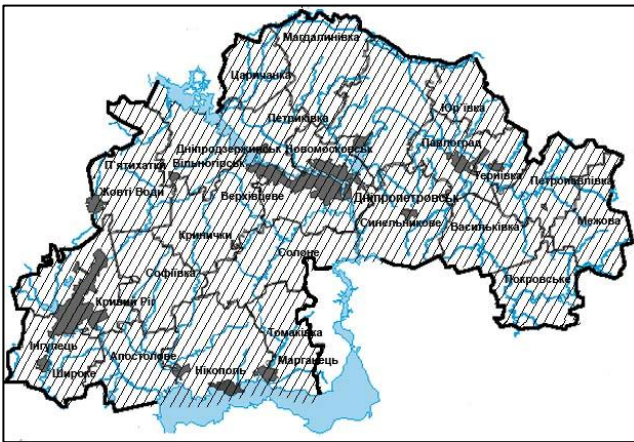 Магдалинівка
Царичанка
Юр'ївка
Петриківка
Дніпродзержинськ Новомосковськ
Павлоград
П'ятихатки Вільногівськ
Тернівка
Петропавлівка
Жовті Води
Верхівцеве
Дніпропетровськ
Синельникове
Васильківка
Межова
Кринички
Солоне
Софіївка
Покровське
Кривий Ріг
Томаківка
Інгулець
Апостолове
Марганець
Широке
Нікополь